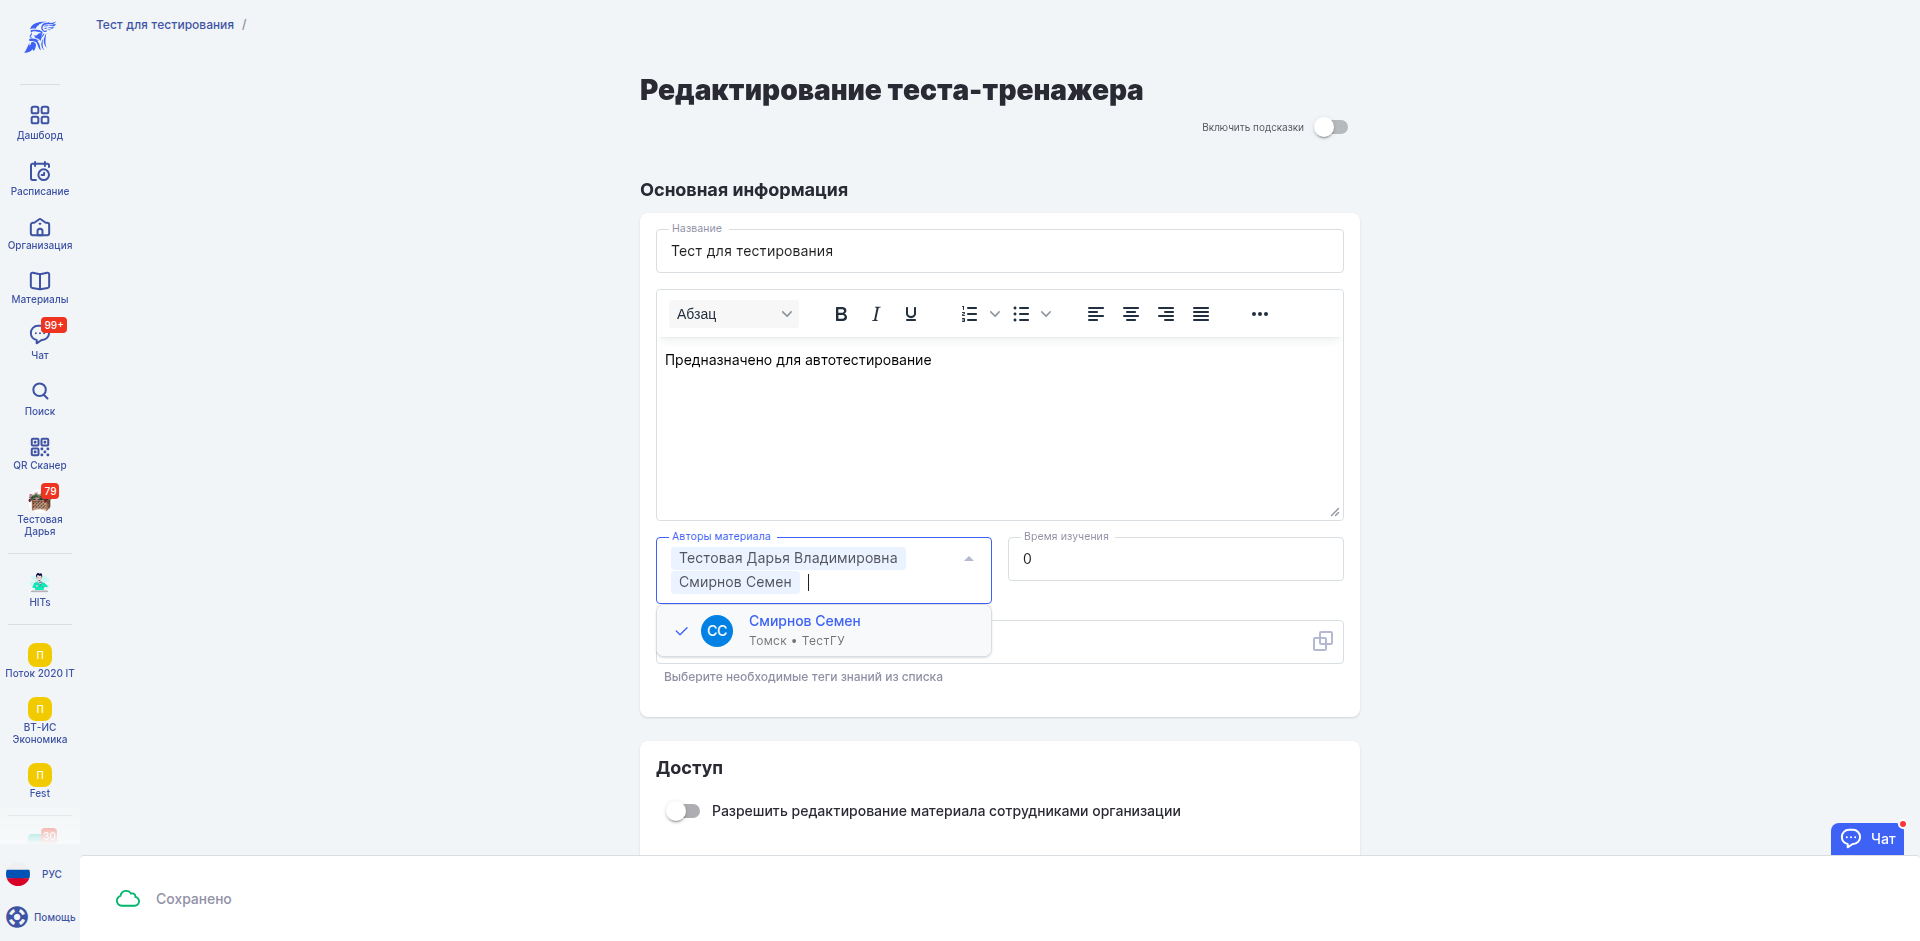 Тест для тестирования /
Дашборд
Расписание
Организация
Материалы
99+
Чат
Поиск
QR Сканер
79
Тестовая
Дарья
HITs
П
Поток 2020 IT
П
ВТ-ИС
Экономика
П
Fest
30
РУС
Помощь
Редактирование теста-тренажера
Включить подсказки
Основная информация
Название
Тест для тестирования
Абзац
Предназначено для автотестирование
Авторы материала
Тестовая Дарья Владимировна
Смирнов Семен
Время изучения
0
СС
Смирнов Семен
Томск • ТестГУ
Выберите необходимые теги знаний из списка
Доступ
Разрешить редактирование материала сотрудниками организации
Чат
Сохранено